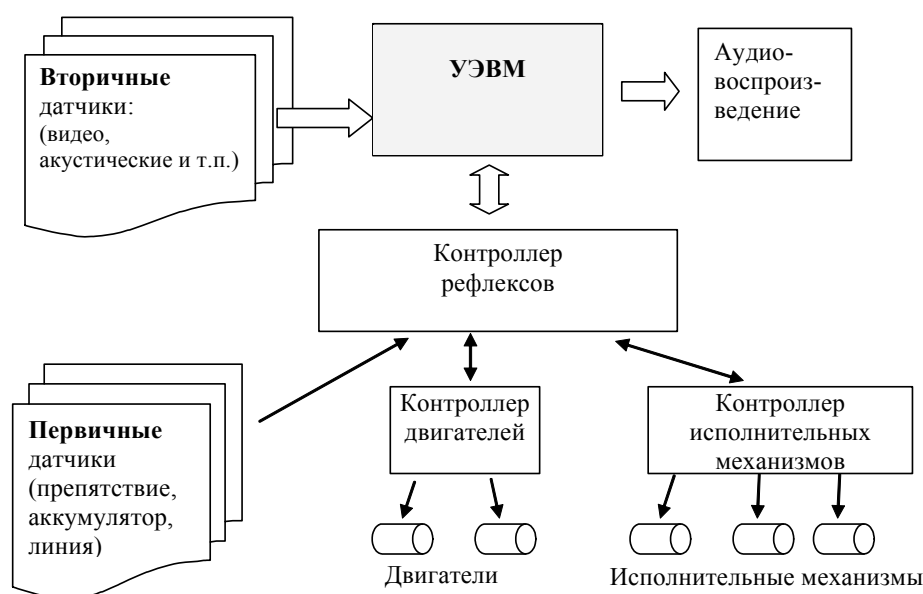 Вторичные
датчики:
(видео,
акустические и т.п.)
УЭВМ
Аудио-
воспроиз-
ведение
Контроллер
рефлексов
Первичные
датчики
(препятствие,
аккумулятор,
линия)
Контроллер
двигателей
Контроллер
исполнительных
механизмов
Двигатели
Исполнительные механизмы